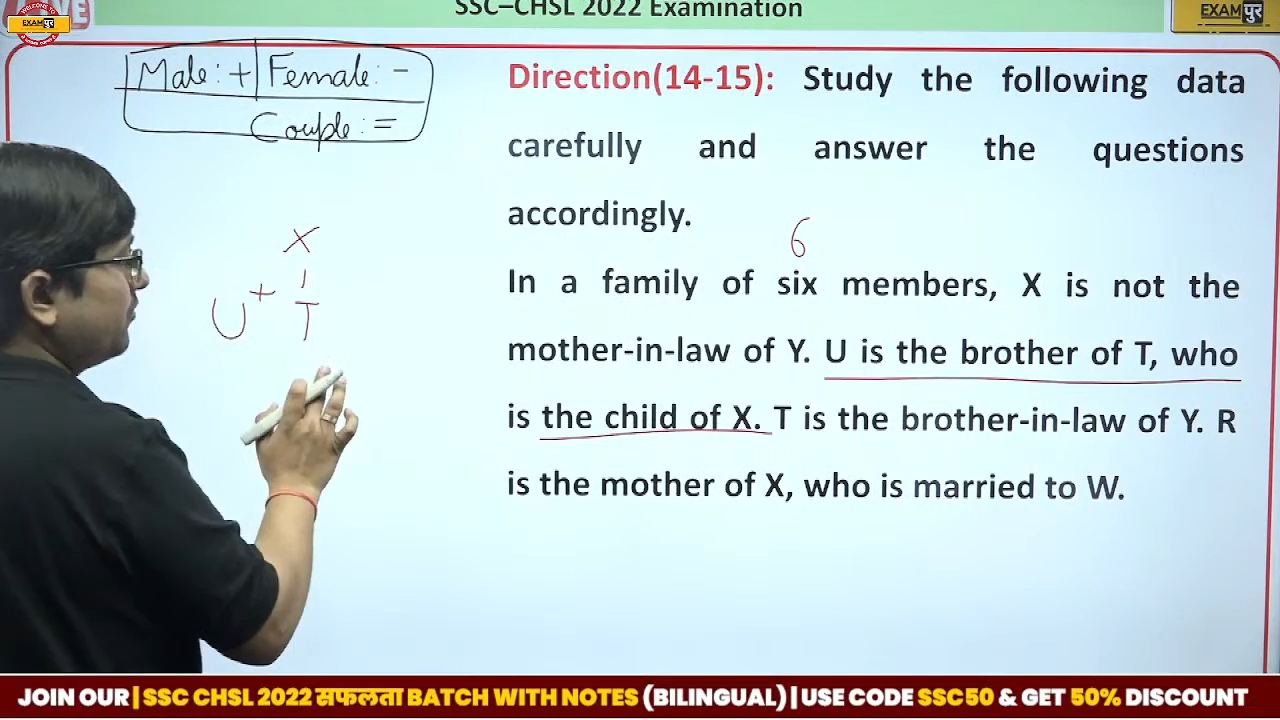 SSC–CHSL 2022 Examination
WELCOME TO
EXAMपुर
EXAMपुर
Male: + Female: -
Couple: =
Direction(14-15): Study the following data
carefully and answer the questions
accordingly.
6
In a family of six members, X is not the
mother-in-law of Y. U is the brother of T, who
is the child of X. T is the brother-in-law of Y. R
is the mother of X, who is married to W.
X
U + T
JOIN OUR | SSC CHSL 2022 सफलता BATCH WITH NOTES (BILINGUAL) | USE CODE SSC50 & GET 50% DISCOUNT